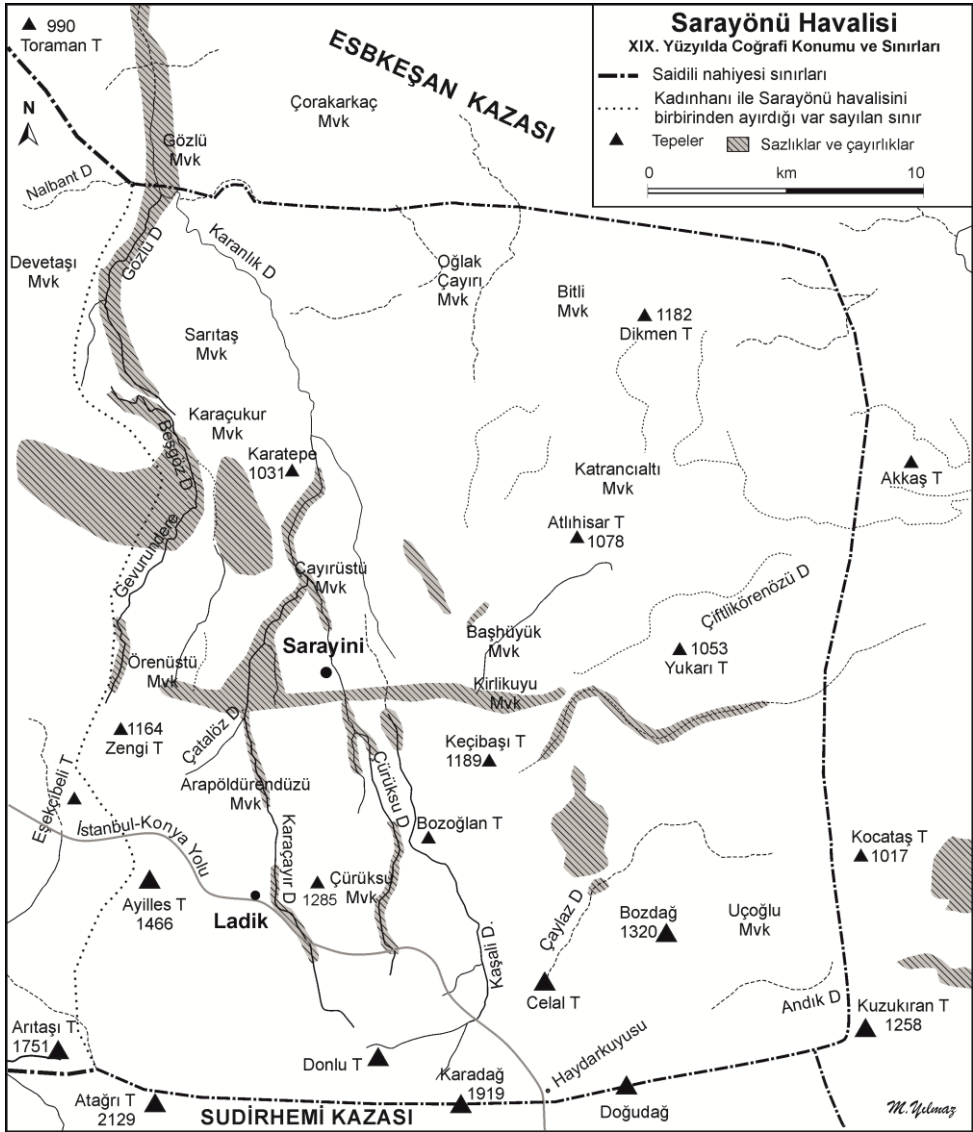 Sarayönü Havalisi
XIX. Yüzyılda Coğrafi Konumu ve Sınırları
Saidili nahiyesi sınırları
Kadınhanı ile Sarayönü havalisini
birbirinden ayırdığı var sayılan sınır
Tepeler
Sazlıklar ve çayırlıklar
0 km 10
990
Toraman T
N
ESBKEŞAN KAZASI
Çorakarkaç
Mvk
Gözlü
Mvk
Nalbant D
Devetaşı
Mvk
Gözlü D
Karanlık D
Oğlak
Çayırı
Mvk
Bitli
Mvk
1182
Dikmen T
Sarıtaş
Mvk
Karaçukur
Mvk
Beşgöz D
Karatepe
1031
Katrancıaltı
Mvk
Akkaş T
Atlıhisar T
1078
Gevurundere
Çayırüstü
Mvk
Çiftlikörenözü D
Sarayini
Başhüyük
Mvk
1053
Yukarı T
Örenüstü
Mvk
Kirlikuyu
Mvk
1164
Zengi T
Çatalöz D
Keçibaşı T
1189
Arapöldürendüzü
Mvk
Çürüksu D
Eşekçibeli T
İstanbul-Konya
Yolu
Karaçayır D
Bozoğlan T
Kocataş T
1017
Ayilles T
1466
Ladik
1285
Çürüksu
Mvk
Çaylaz D
Bozdağ
1320
Uçoğlu
Mvk
Kaşali D.
Celal T
Andık D
Kuzukıran T
1258
Arıtaşı T
1751
Donlu T
Karadağ
1919
Haydarkuyusu
Doğudağ
Atağrı T
2129
SUDİRHEMİ KAZASI
M.Yılmaz